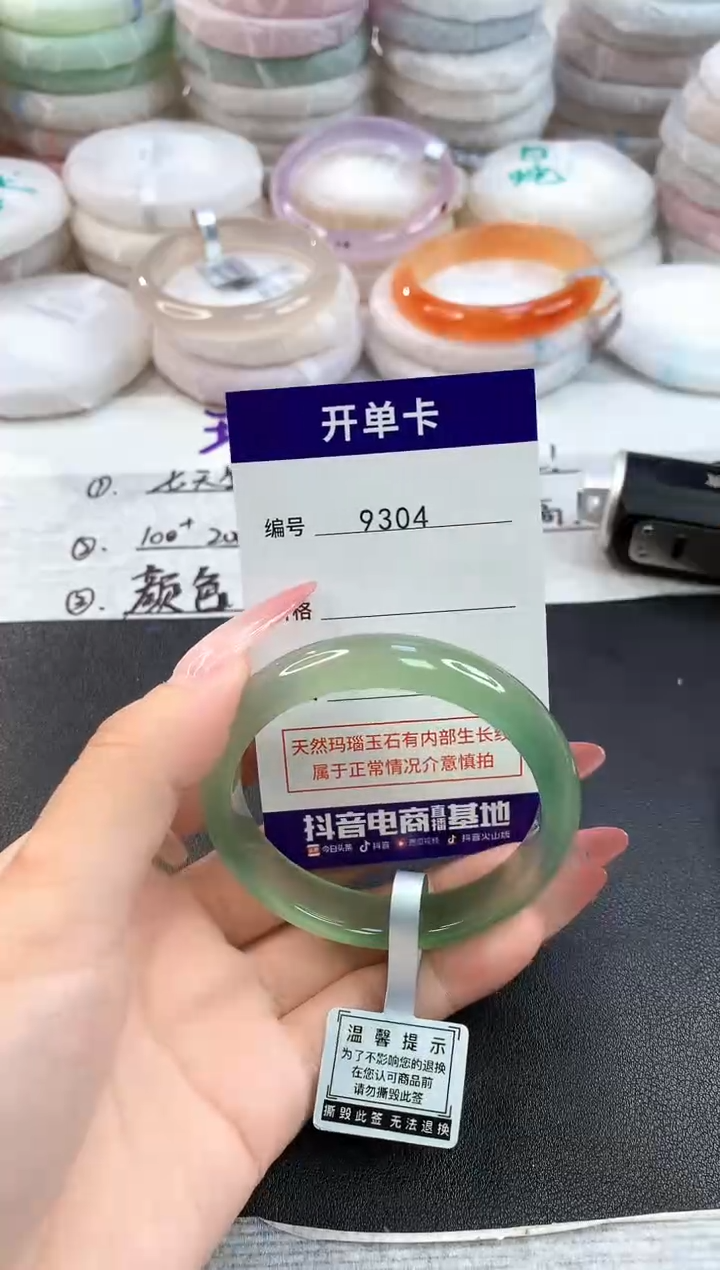 开单卡
编号 9304
格
①. 七天
②. 100+ 20
③. 颜色
天然玛瑙玉石有内部生长
属于正常情况介意慎拍
抖音电商直播基地
今日头条 抖音 抖音火山版
温馨提示
为了不影响您的退换
在您认可商品前
请勿撕毁此签
撕毁此签 无法退换